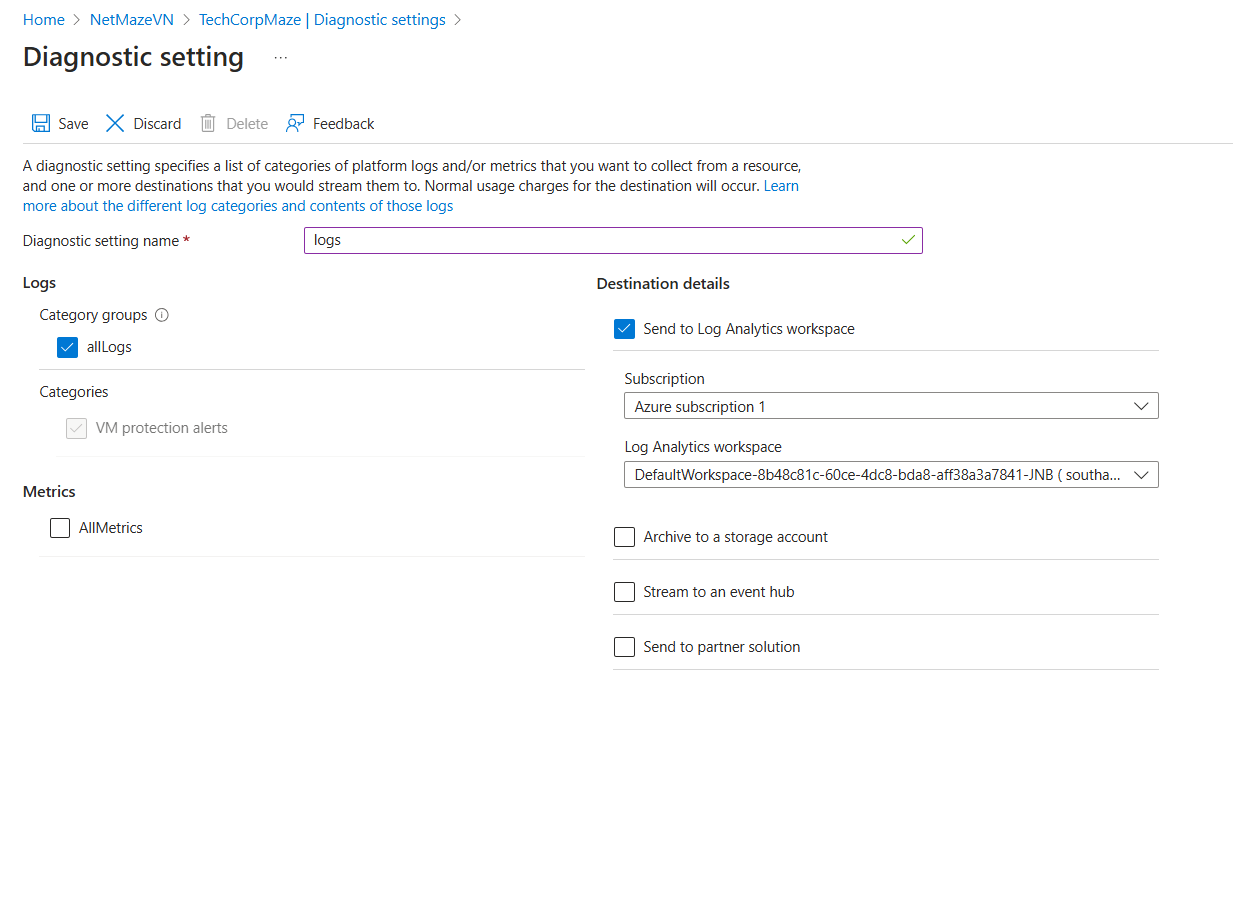 Home > NetMazeVN > TechCorpMaze | Diagnostic settings >
Diagnostic setting ...
Save Discard Delete Feedback
A diagnostic setting specifies a list of categories of platform logs and/or metrics that you want to collect from a resource,
and one or more destinations that you would stream them to. Normal usage charges for the destination will occur. Learn
more about the different log categories and contents of those logs
Diagnostic setting name * logs
Logs
Category groups
allLogs
Categories
VM protection alerts
Metrics
AllMetrics
Destination details
Send to Log Analytics workspace
Subscription
Azure subscription 1
Log Analytics workspace
DefaultWorkspace-8b48c81c-60ce-4dc8-bda8-aff38a3a7841-JNB ( southa...
Archive to a storage account
Stream to an event hub
Send to partner solution